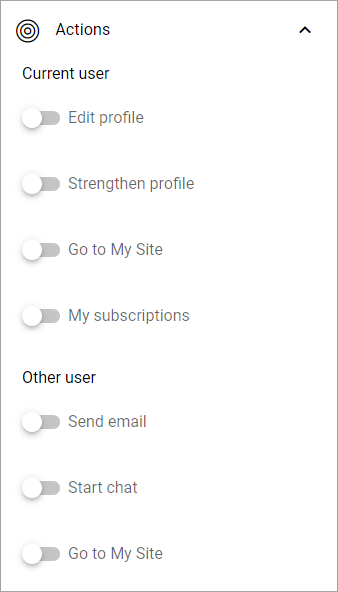 Actions
Current user
Edit profile
Strengthen profile
Go to My Site
My subscriptions
Other user
Send email
Start chat
Go to My Site